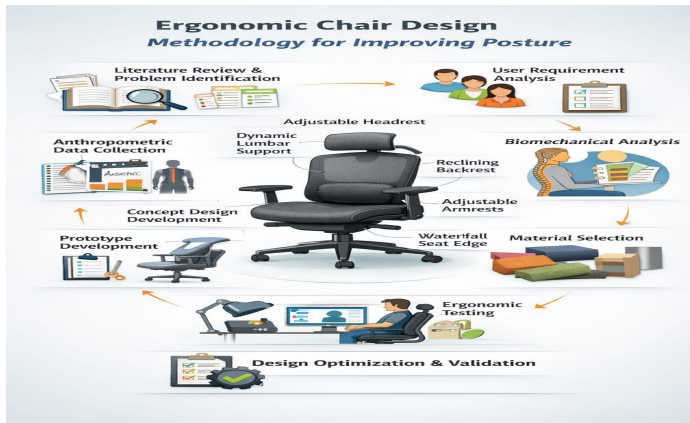 Ergonomic Chair Design
Methodology for Improving Posture
Literature Review &
Problem Identification
User Requirement
Analysis
Adjustable Headrest
Dynamic
Lumbar
Support
Anthropometric
Data Collection
Biomechanical Analysis
Reclining
Backrest
Adjustable
Armrests
Concept Design
Development
Waterfall
Seat Edge
Prototype
Development
Material Selection
Ergonomic
Testing
Design Optimization & Validation